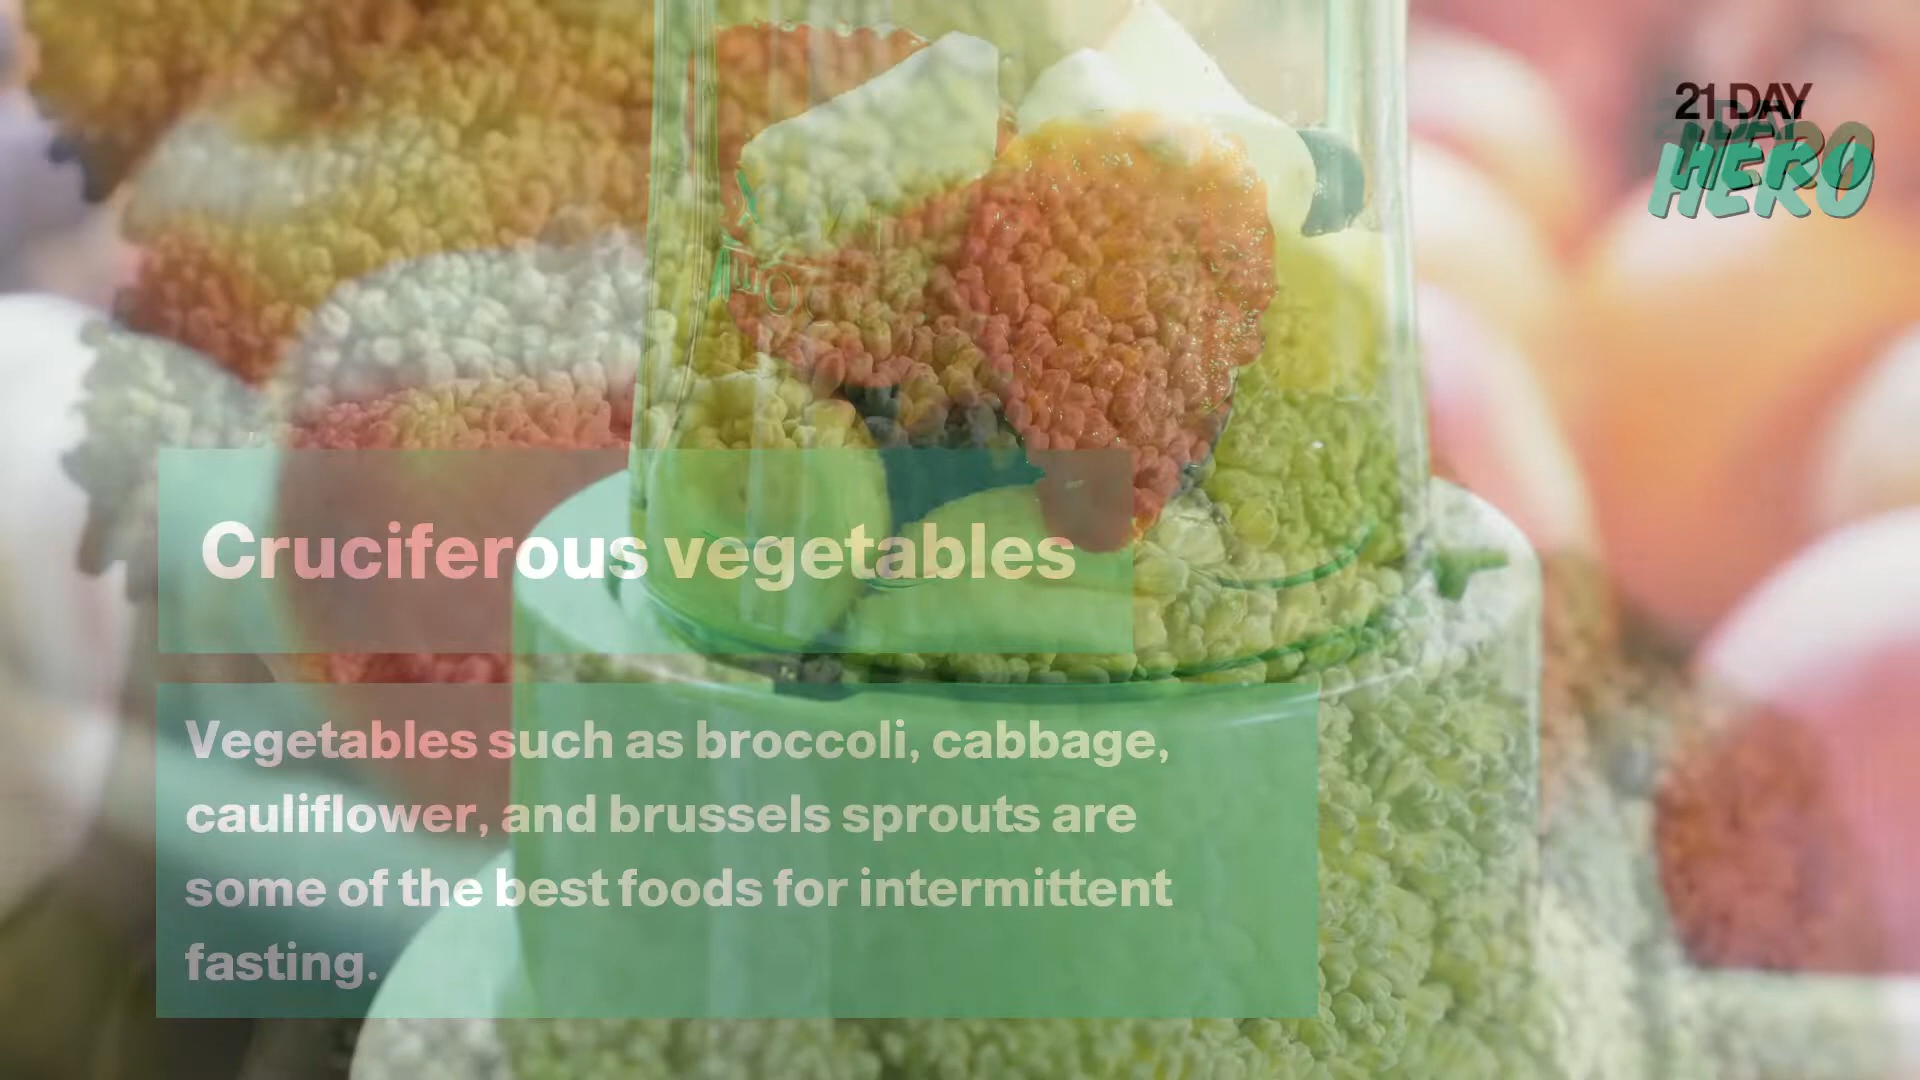 21 DAY
HERO
Cruciferous vegetables
Vegetables such as broccoli, cabbage,
cauliflower, and brussels sprouts are
some of the best foods for intermittent
fasting.